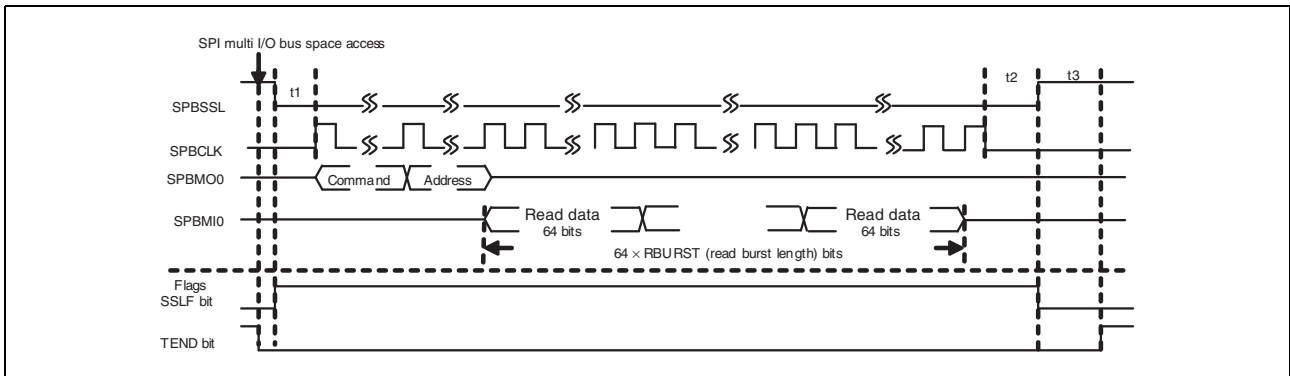 SPI multi I/O bus space access
t1
t2
t3
SPBSSL
SPBCLK
SPBMO0
Command
Address
SPBMI0
Read data
64 bits
Read data
64 bits
64 × RBURST (read burst length) bits
Flags
SSLF bit
TEND bit